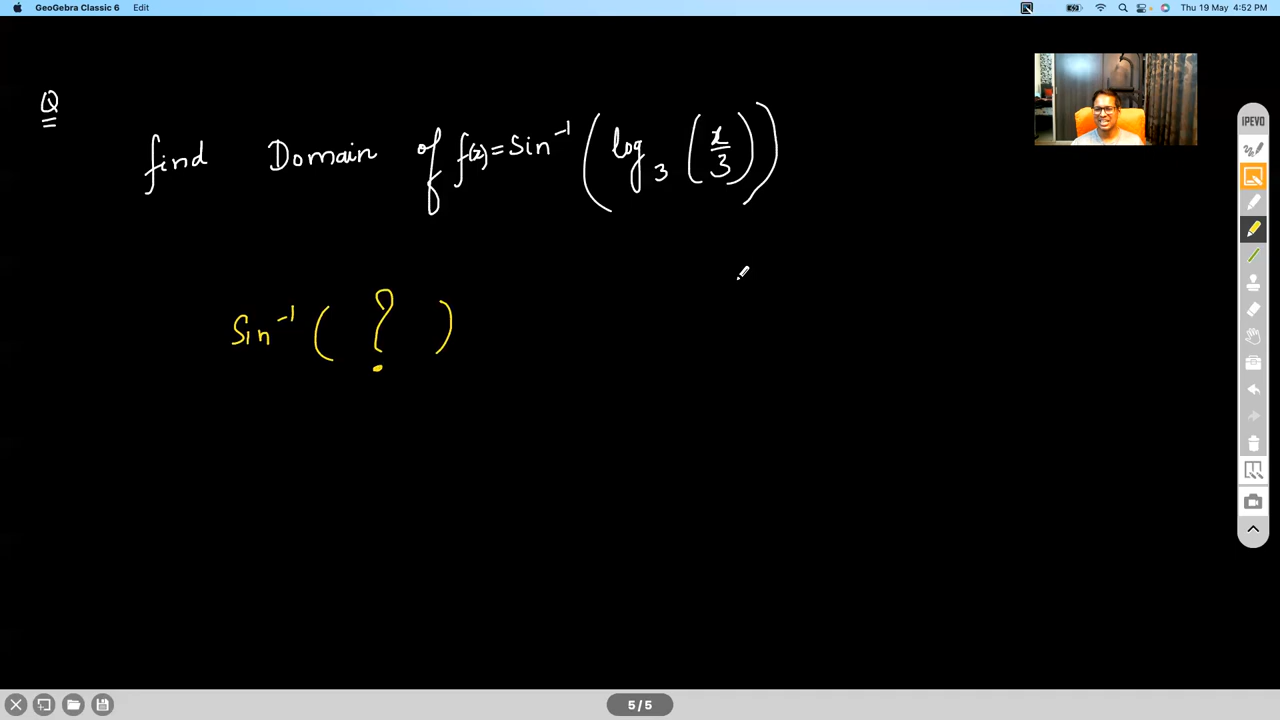 GeoGebra Classic 6 Edit Thu 19 May 4:52 PM
Q
find Domain of f(x) = Sin⁻¹ (log₃ (x/3))
IPEVO
Sin⁻¹ ( ? )
5/5